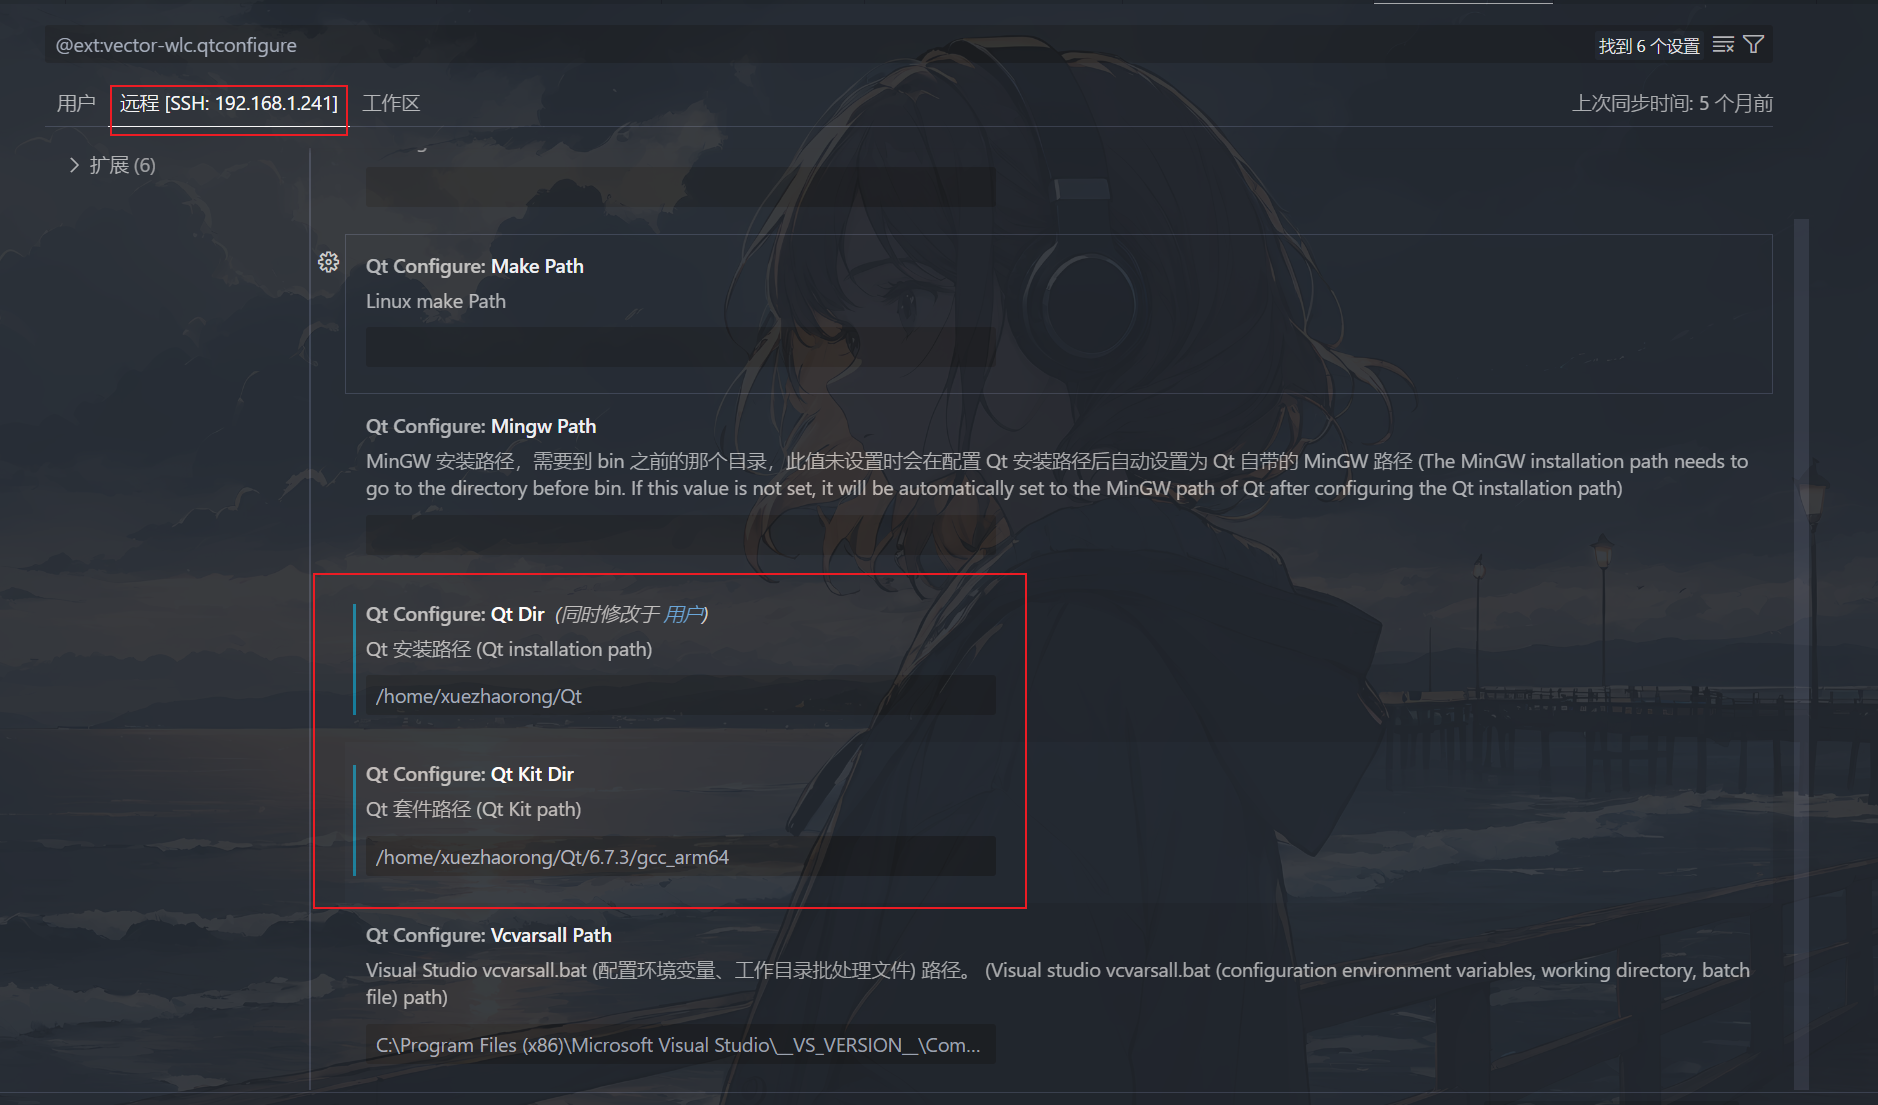 @ext:vector-wlc.qtconfigure
找到 6 个设置
用户
远程 [SSH: 192.168.1.241]
工作区
上次同步时间: 5 个月前
扩展 (6)
Qt Configure: Make Path
Linux make Path
Qt Configure: Mingw Path
MinGW 安装路径，需要到 bin 之前的那个目录，此值未设置时会在配置 Qt 安装路径后自动设置为 Qt 自带的 MinGW 路径 (The MinGW installation path needs to
go to the directory before bin. If this value is not set, it will be automatically set to the MinGW path of Qt after configuring the Qt installation path)
Qt Configure: Qt Dir (同时修改于 用户)
Qt 安装路径 (Qt installation path)
/home/xuezhaorong/Qt
Qt Configure: Qt Kit Dir
Qt 套件路径 (Qt Kit path)
/home/xuezhaorong/Qt/6.7.3/gcc_arm64
Qt Configure: Vcvarsall Path
Visual Studio vcvarsall.bat (配置环境变量、工作目录批处理文件) 路径。 (Visual studio vcvarsall.bat (configuration environment variables, working directory, batch
file) path)
C:\Program Files (x86)\Microsoft Visual Studio\__VS_VERSION__\Com...